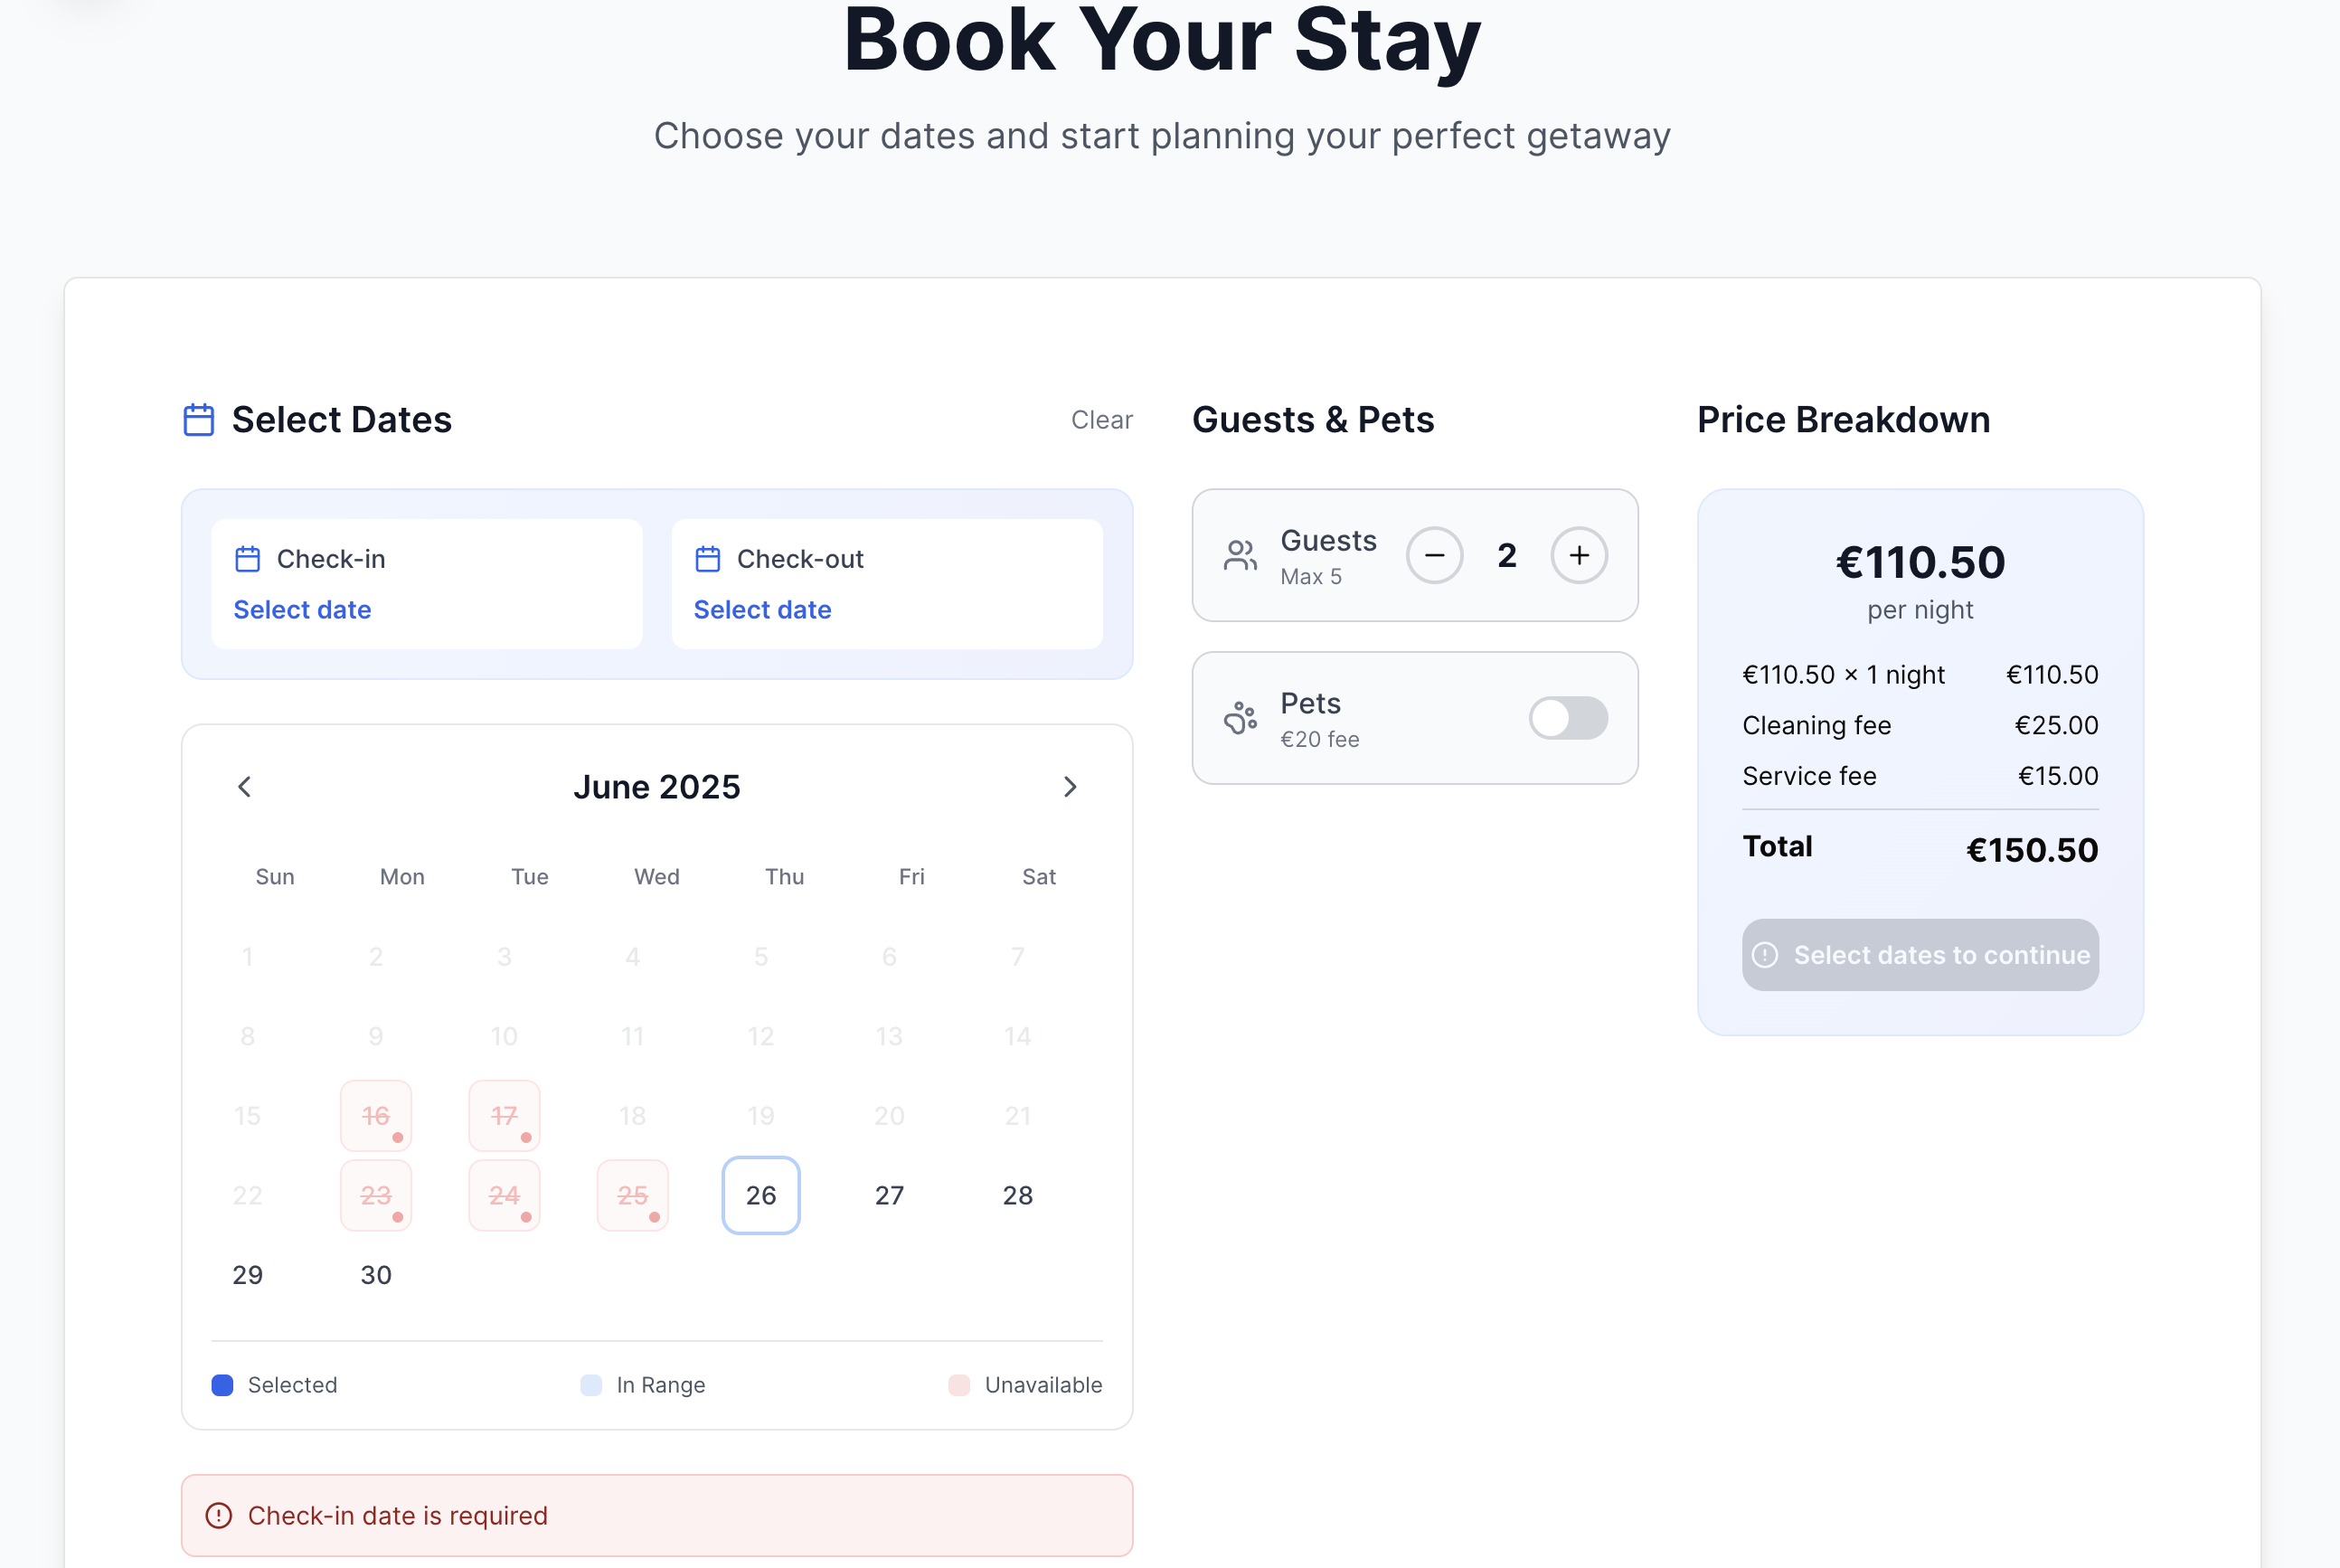 Book Your Stay
Choose your dates and start planning your perfect getaway
Select Dates
Clear
Check-in
Select date
Check-out
Select date
June 2025
Sun Mon Tue Wed Thu Fri Sat
1 2 3 4 5 6 7
8 9 10 11 12 13 14
15 16 17 18 19 20 21
22 23 24 25 26 27 28
29 30
Selected
In Range
Unavailable
Check-in date is required
Guests & Pets
Guests
Max 5
2
Pets
€20 fee
Price Breakdown
€110.50
per night
€110.50 × 1 night €110.50
Cleaning fee €25.00
Service fee €15.00
Total €150.50
Select dates to continue